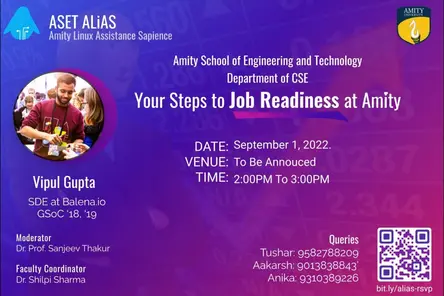 ASET ALiAS
Amity Linux Assistance Sapience
AMITY
UNIVERSITY
Amity School of Engineering and Technology
Department of CSE
Your Steps to Job Readiness at Amity
DATE: September 1, 2022.
VENUE: To Be Annouced
TIME: 2:00PM To 3:00PM
Vipul Gupta
SDE at Balena.io
GSoC '18, '19
Moderator
Dr. Prof. Sanjeev Thakur
Faculty Coordinator
Dr. Shilpi Sharma
Queries
Tushar: 9582788209
Aakarsh: 9013838843'
Anika: 9310389226
bit.ly/alias-rsvp